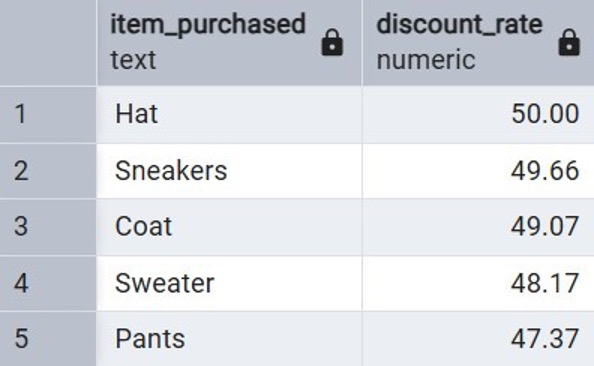 item_purchased discount_rate
text numeric
1 Hat 50.00
2 Sneakers 49.66
3 Coat 49.07
4 Sweater 48.17
5 Pants 47.37